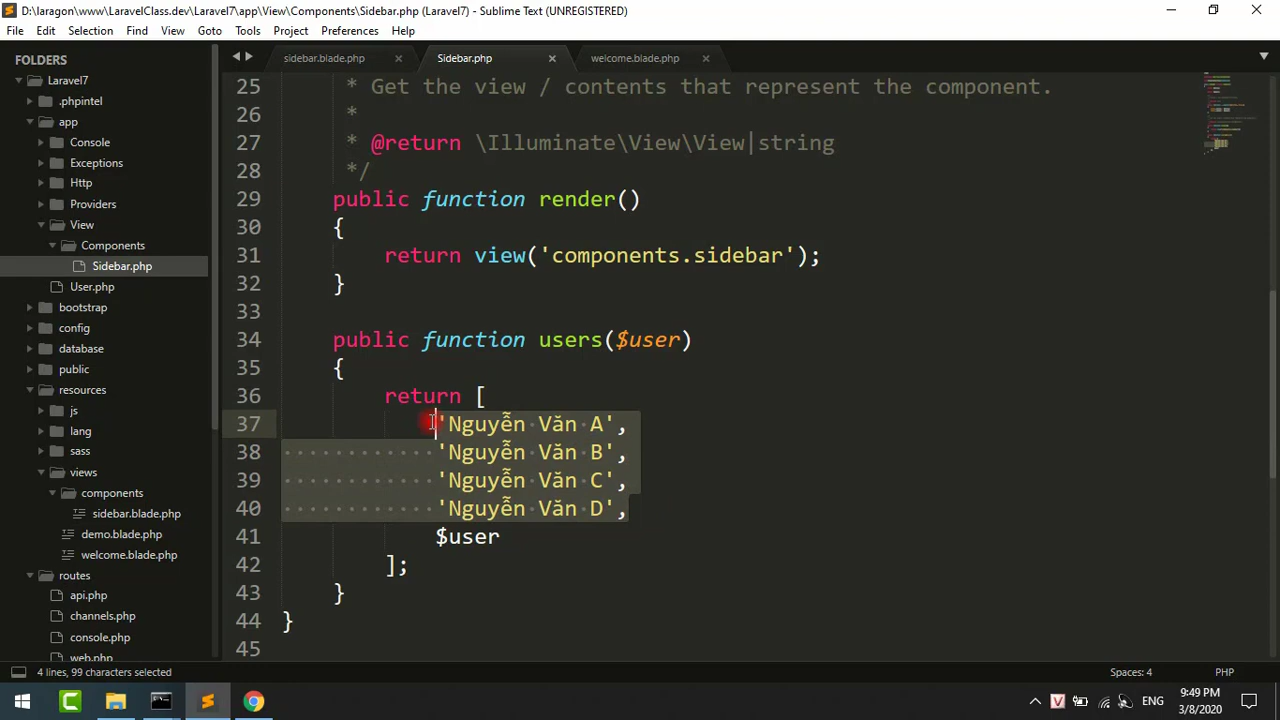 D:\laragon\www\LaravelClass.dev\Laravel7\app\View\Components\Sidebar.php (Laravel7) - Sublime Text (UNREGISTERED)
File Edit Selection Find View Goto Tools Project Preferences Help
FOLDERS
Laravel7
.phpintel
app
Console
Exceptions
Http
Providers
View
Components
Sidebar.php
User.php
bootstrap
config
database
public
resources
js
lang
sass
views
components
sidebar.blade.php
demo.blade.php
welcome.blade.php
routes
api.php
channels.php
console.php
web.php
sidebar.blade.php Sidebar.php welcome.blade.php
25 * Get the view / contents that represent the component.
26 *
27 * @return \Illuminate\View\View|string
28 */
29 public function render()
30 {
31 return view('components.sidebar');
32 }
33
34 public function users($user)
35 {
36 return [
37 'Nguyễn Văn A',
38 'Nguyễn Văn B',
39 'Nguyễn Văn C',
40 'Nguyễn Văn D',
41 $user
42 ];
43 }
44 }
45
4 lines, 99 characters selected Spaces: 4 PHP
ENG 9:49 PM
3/8/2020